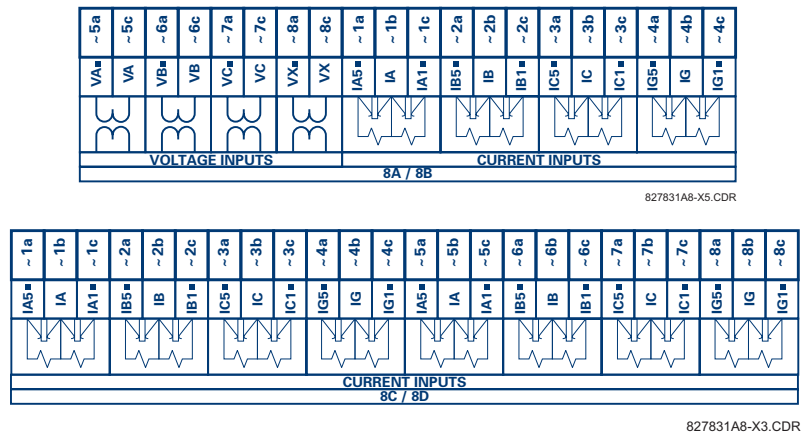 ~ 5a ~ 5c ~ 6a ~ 6c ~ 7a ~ 7c ~ 8a ~ 8c ~ 1a ~ 1b ~ 1c ~ 2a ~ 2b ~ 2c ~ 3a ~ 3b ~ 3c ~ 4a ~ 4b ~ 4c
VA■ VA VB■ VB VC■ VC VX■ VX IA5■ IA IA1■ IB5■ IB IB1■ IC5■ IC IC1■ IG5■ IG IG1■
VOLTAGE INPUTS CURRENT INPUTS
8A / 8B
827831A8-X5.CDR
~ 1a ~ 1b ~ 1c ~ 2a ~ 2b ~ 2c ~ 3a ~ 3b ~ 3c ~ 4a ~ 4b ~ 4c ~ 5a ~ 5b ~ 5c ~ 6a ~ 6b ~ 6c ~ 7a ~ 7b ~ 7c ~ 8a ~ 8b ~ 8c
IA5■ IA IA1■ IB5■ IB IB1■ IC5■ IC IC1■ IG5■ IG IG1■ IA5■ IA IA1■ IB5■ IB IB1■ IC5■ IC IC1■ IG5■ IG IG1■
CURRENT INPUTS
8C / 8D
827831A8-X3.CDR